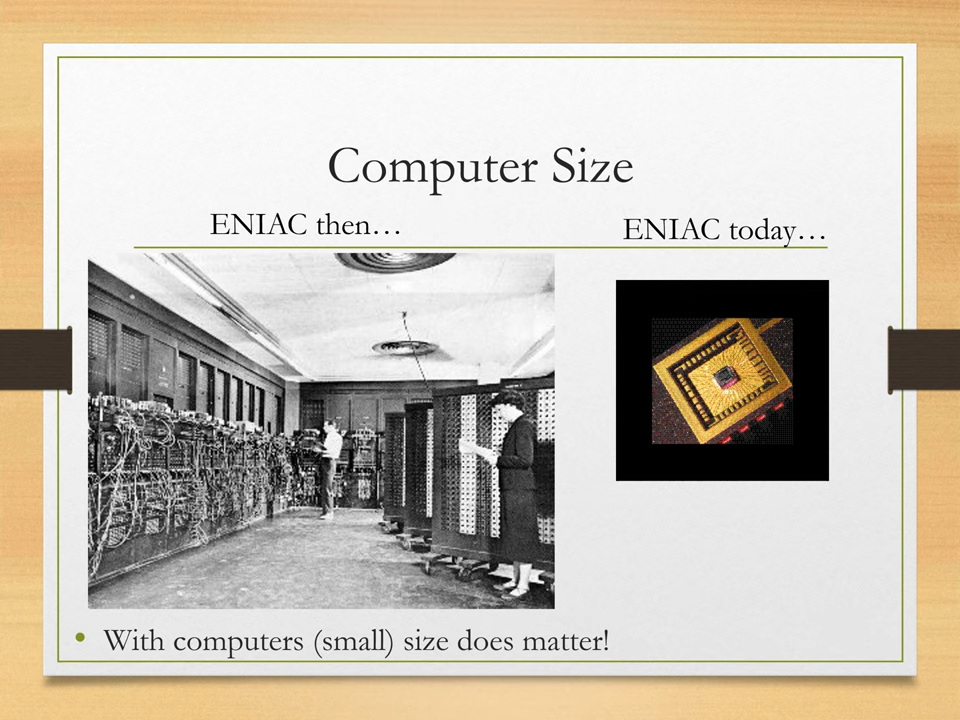 Computer Size
ENIAC then…
ENIAC today…
• With computers (small) size does matter!